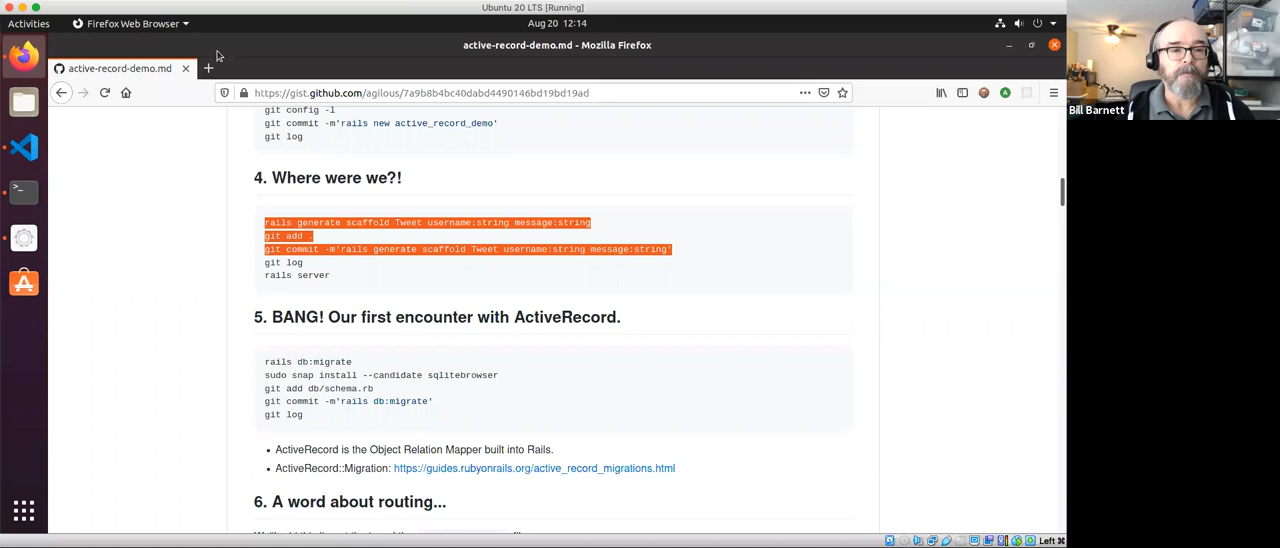 Ubuntu 20 LTS [Running]
Activities
Firefox Web Browser
Aug 20 12:14
active-record-demo.md - Mozilla Firefox
active-record-demo.md
https://gist.github.com/agilous/7a9b8b4bc40dabd4490146bd19bd19ad
Bill Barnett
git config -l
git commit -m'rails new active_record_demo'
git log
4. Where were we?!
rails generate scaffold Tweet username:string message:string
git add .
git commit -m'rails generate scaffold Tweet username:string message:string'
git log
rails server
5. BANG! Our first encounter with ActiveRecord.
rails db:migrate
sudo snap install --candidate sqlitebrowser
git add db/schema.rb
git commit -m'rails db:migrate'
git log
• ActiveRecord is the Object Relation Mapper built into Rails.
• ActiveRecord::Migration: https://guides.rubyonrails.org/active_record_migrations.html
6. A word about routing...
Left ⌘